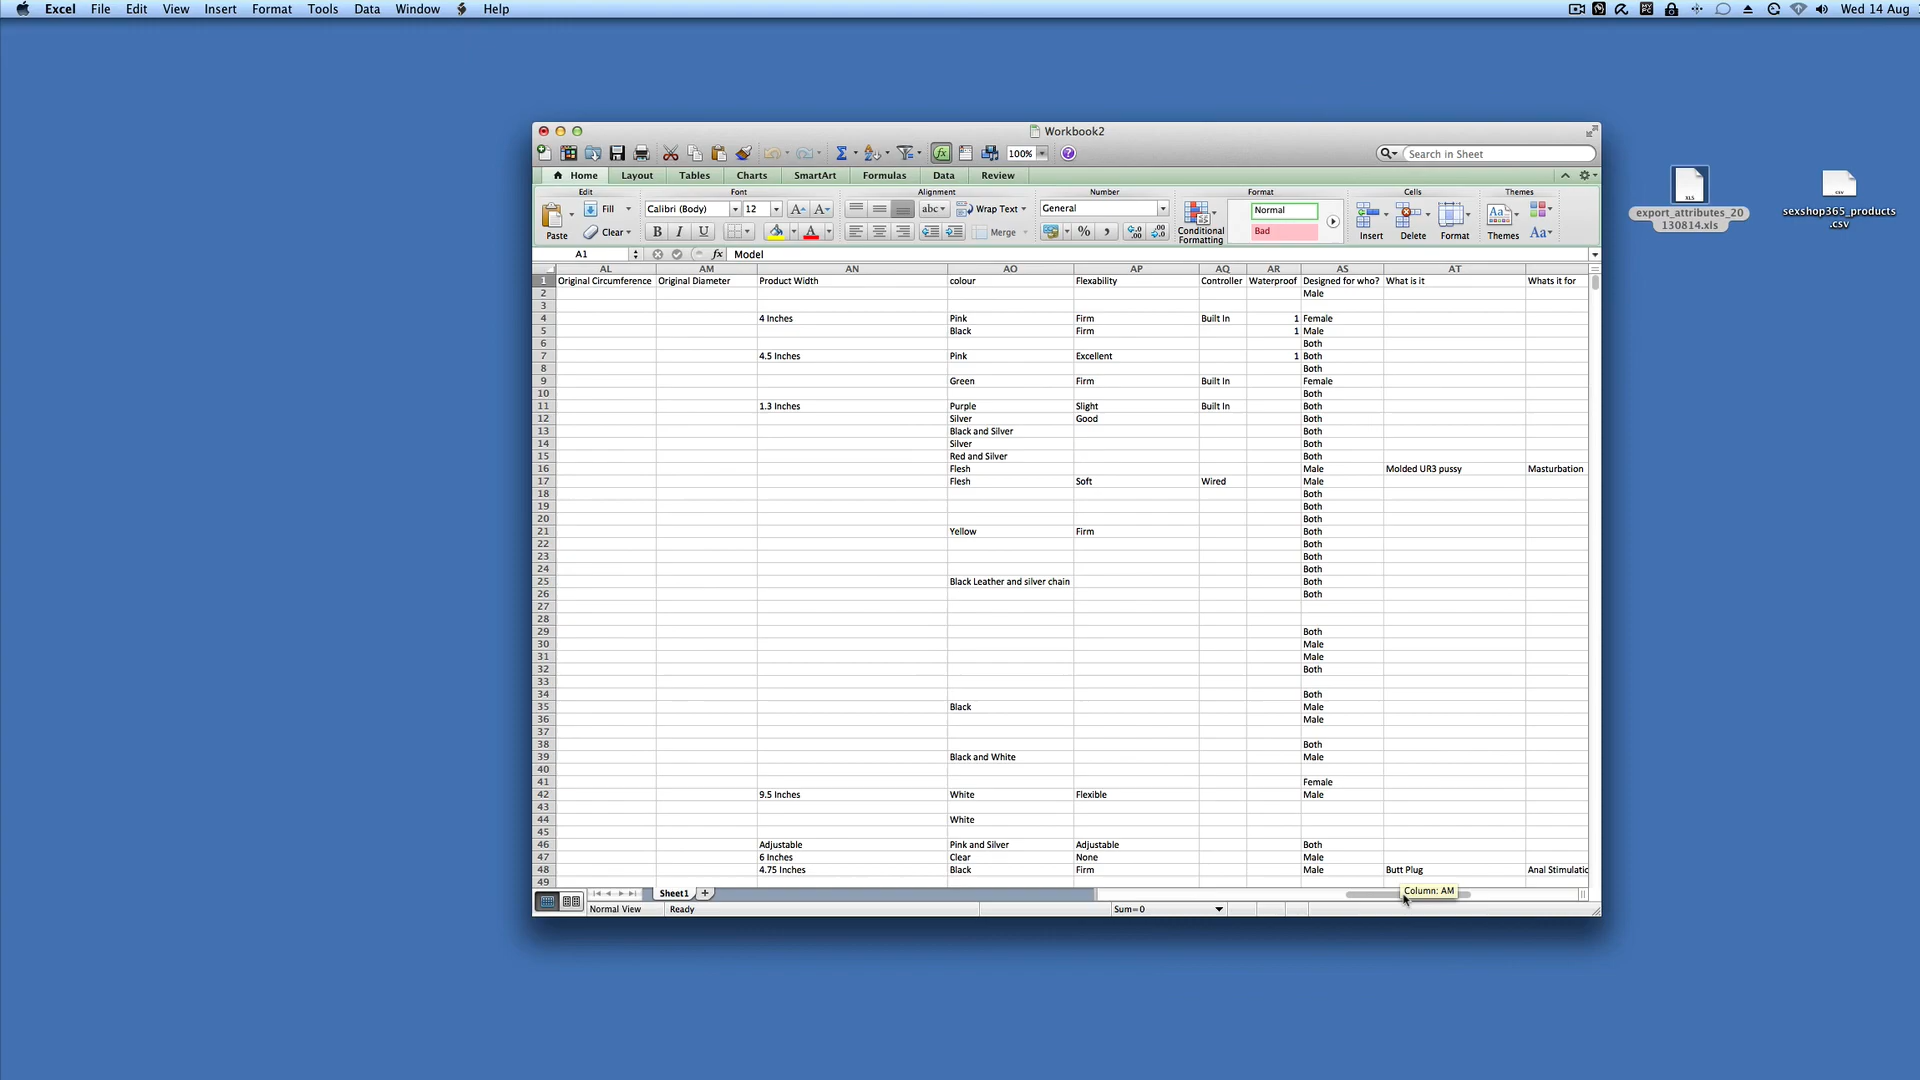 Excel File Edit View Insert Format Tools Data Window Help Wed 14 Aug
Workbook2
100% Search in Sheet
Home Layout Tables Charts SmartArt Formulas Data Review
Edit Font Alignment Number Format Cells Themes
Fill Calibri (Body) 12 abc Wrap Text General Normal
Paste Clear B I U Merge % Conditional Formatting Bad Insert Delete Format Themes Aa
A1 fx Model
AL AM AN AO AP AQ AR AS AT
1 Original Circumference Original Diameter Product Width colour Flexability Controller Waterproof Designed for who? What is it Whats it for
2 Male
3
4 4 Inches Pink Firm Built In 1 Female
5 Black Firm 1 Male
6 Both
7 4.5 Inches Pink Excellent 1 Both
8 Both
9 Green Firm Built In Female
10 Both
11 1.3 Inches Purple Slight Built In Both
12 Silver Good Both
13 Black and Silver Both
14 Silver Both
15 Red and Silver Both
16 Flesh Male Molded UR3 pussy Masturbation
17 Flesh Soft Wired Male
18 Both
19 Both
20 Both
21 Yellow Firm Both
22 Both
23 Both
24 Both
25 Black Leather and silver chain Both
26 Both
27
28
29 Both
30 Male
31 Male
32 Both
33
34 Both
35 Black Male
36 Male
37
38 Both
39 Black and White Male
40
41 Female
42 9.5 Inches White Flexible Male
43
44 White
45
46 Adjustable Pink and Silver Adjustable Both
47 6 Inches Clear None Male
48 4.75 Inches Black Firm Male Butt Plug Anal Stimulatic
49
Sheet1 Column: AM
Normal View Ready Sum=0
export_attributes_20
130814.xls
sexshop365_products
.csv